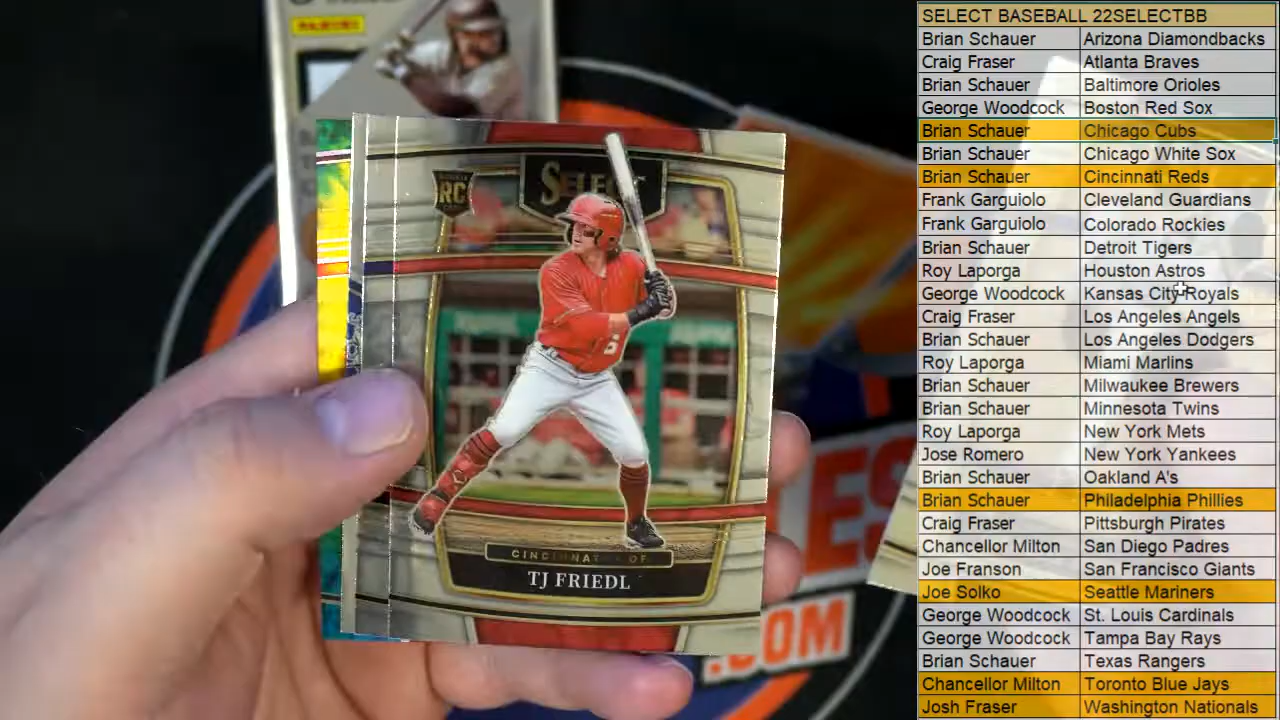 SELECT BASEBALL 22SELECTBB
Brian Schauer Arizona Diamondbacks
Craig Fraser Atlanta Braves
Brian Schauer Baltimore Orioles
George Woodcock Boston Red Sox
Brian Schauer Chicago Cubs
Brian Schauer Chicago White Sox
Brian Schauer Cincinnati Reds
Frank Garguiolo Cleveland Guardians
Frank Garguiolo Colorado Rockies
Brian Schauer Detroit Tigers
Roy Laporga Houston Astros
George Woodcock Kansas City Royals
Craig Fraser Los Angeles Angels
Brian Schauer Los Angeles Dodgers
Roy Laporga Miami Marlins
Brian Schauer Milwaukee Brewers
Brian Schauer Minnesota Twins
Roy Laporga New York Mets
Jose Romero New York Yankees
Brian Schauer Oakland A's
Brian Schauer Philadelphia Phillies
Craig Fraser Pittsburgh Pirates
Chancellor Milton San Diego Padres
Joe Franson San Francisco Giants
Joe Solko Seattle Mariners
George Woodcock St. Louis Cardinals
George Woodcock Tampa Bay Rays
Brian Schauer Texas Rangers
Chancellor Milton Toronto Blue Jays
Josh Fraser Washington Nationals
PANINI
RC
SELECT
OF
TJ FRIEDL
.COM